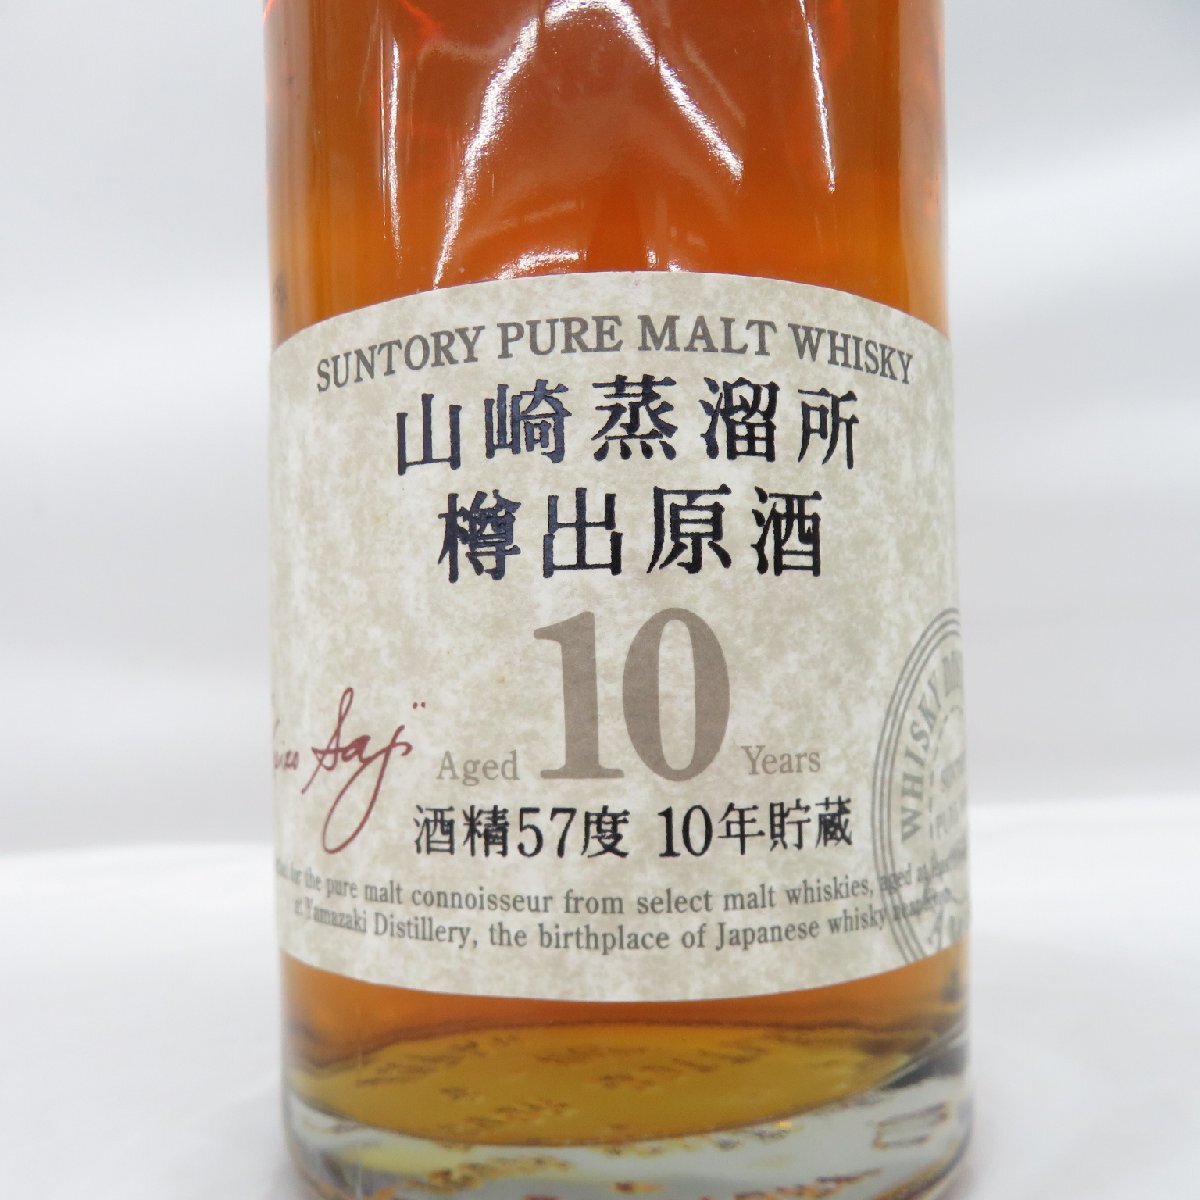 SUNTORY PURE MALT WHISKY
山崎蒸溜所
樽出原酒
10
Saji
Aged Years
酒精57度 10年貯蔵
for the pure malt connoisseur from select malt whiskies, aged
at Yamazaki Distillery, the birthplace of Japanese whisky
WHISKY